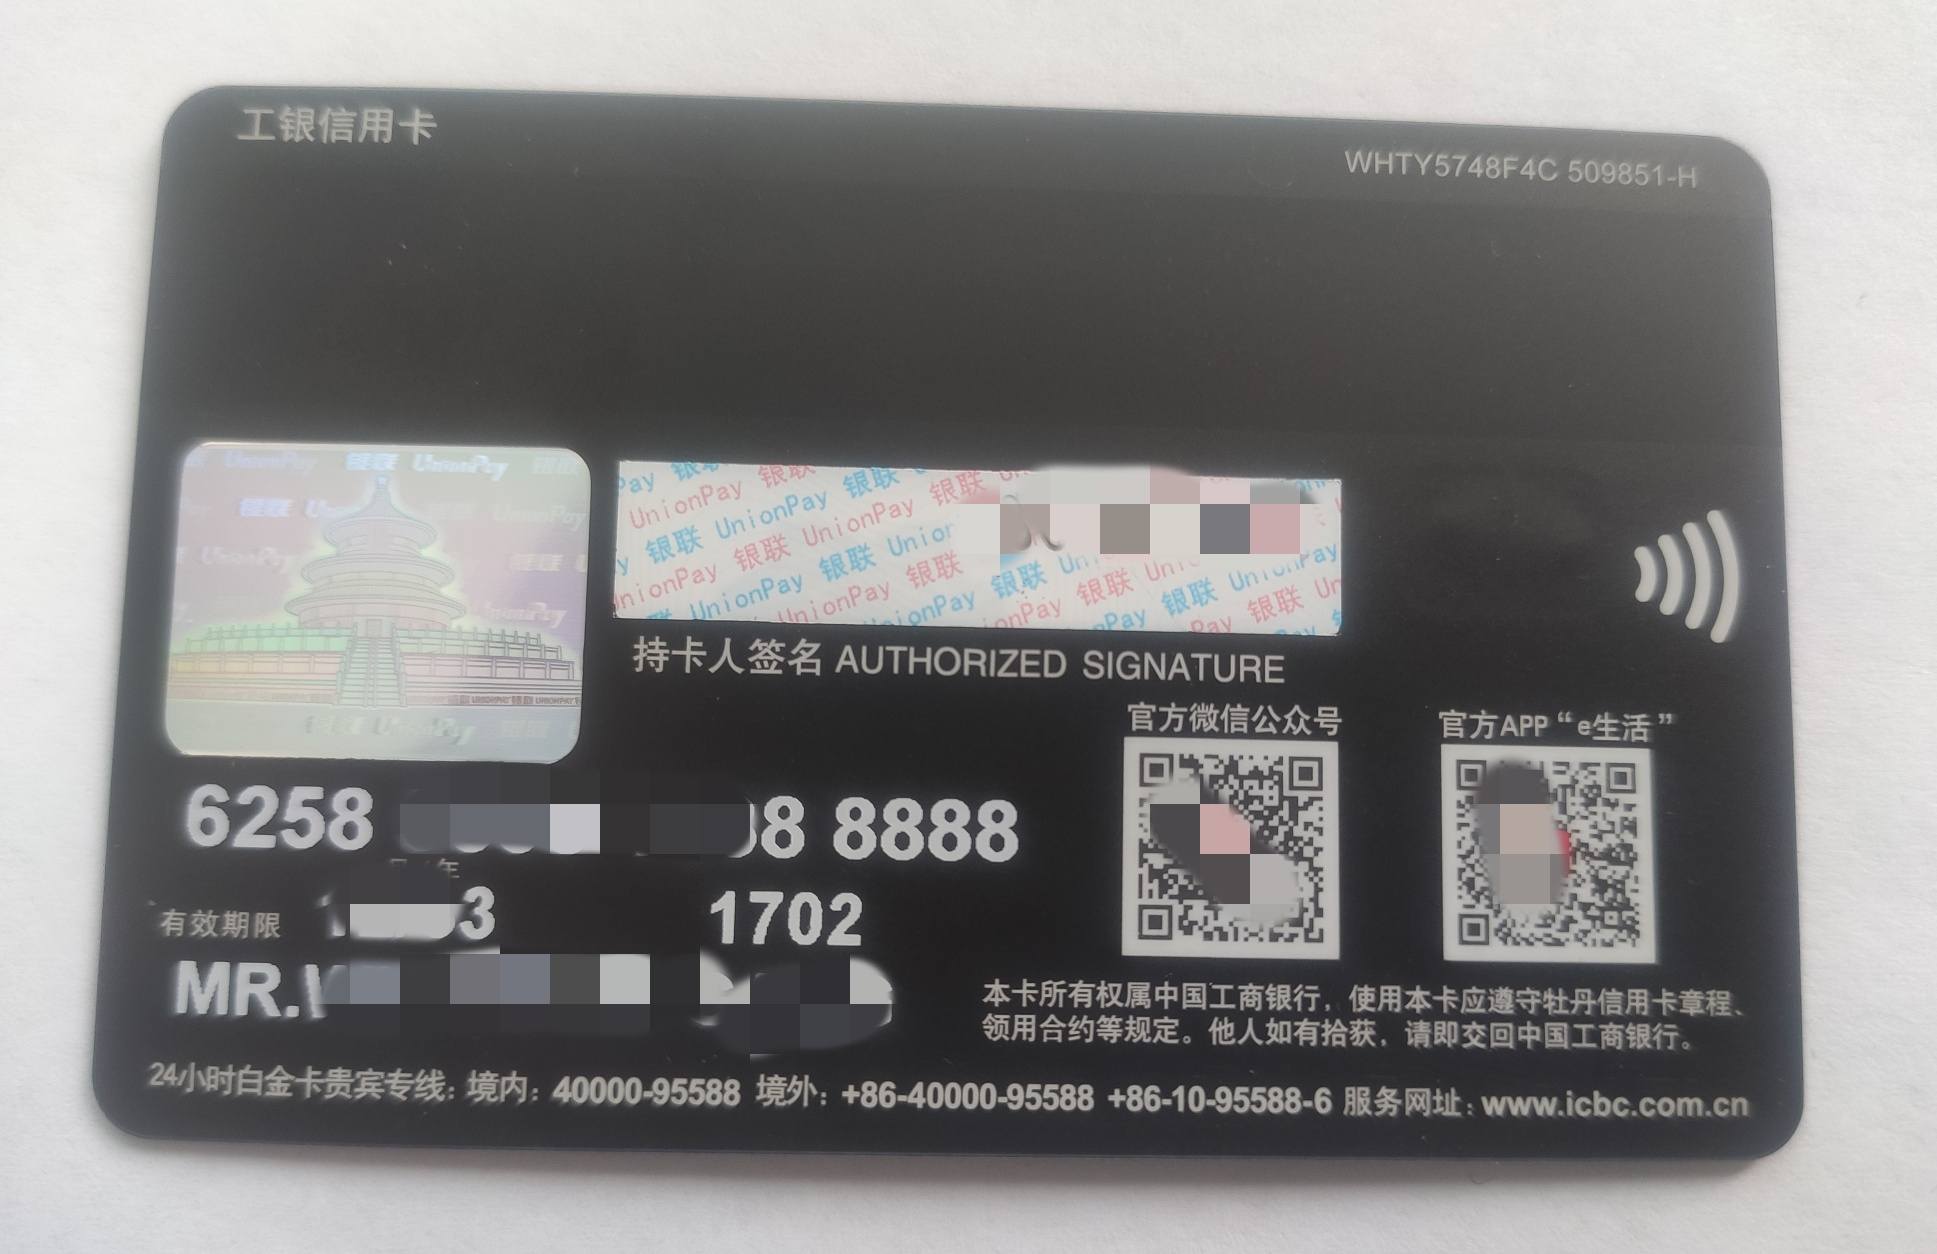 工银信用卡
WHTY5748F4C 509851-H
银联 UnionPay
持卡人签名 AUTHORIZED SIGNATURE
官方微信公众号
官方APP“e生活”
6258 8 8888
年
有效期限 3 1702
MR.
本卡所有权属中国工商银行，使用本卡应遵守牡丹信用卡章程、
领用合约等规定。他人如有拾获，请即交回中国工商银行。
24小时白金卡贵宾专线：境内：40000-95588 境外：+86-40000-95588 +86-10-95588-6 服务网址：www.icbc.com.cn